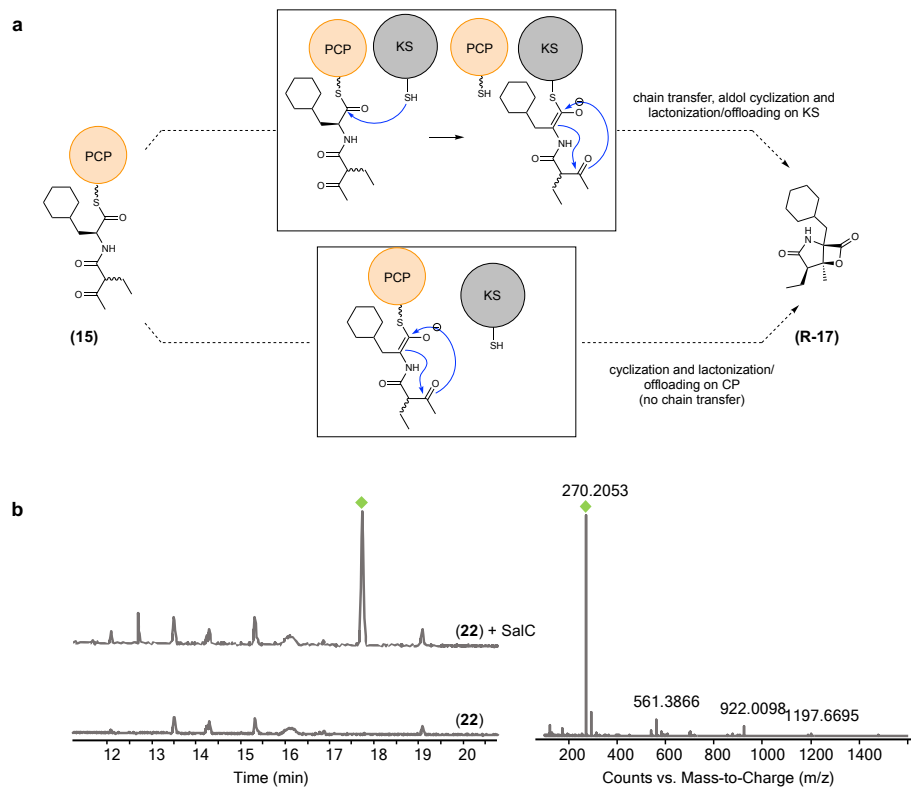 a
PCP
KS
PCP
KS
S
O
SH
SH
S
O
NH
O
O
NH
O
O
chain transfer, aldol cyclization and
lactonization/offloading on KS
PCP
S
O
NH
O
O
(15)
H
N
O
O
O
(R-17)
PCP
KS
S
O
SH
NH
O
O
cyclization and lactonization/
offloading on CP
(no chain transfer)
b
270.2053
(22) + SalC
561.3866
922.0098
1197.6695
(22)
12 13 14 15 16 17 18 19 20
200 400 600 800 1000 1200 1400
Time (min)
Counts vs. Mass-to-Charge (m/z)